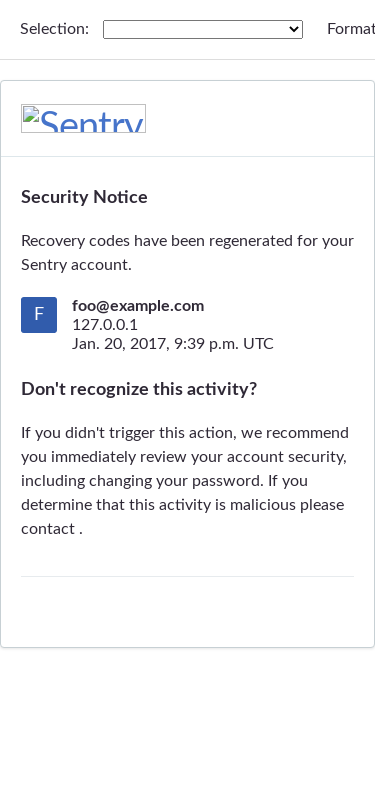 Selection:
Format
Sentry
Security Notice
Recovery codes have been regenerated for your
Sentry account.
F
foo@example.com
127.0.0.1
Jan. 20, 2017, 9:39 p.m. UTC
Don't recognize this activity?
If you didn't trigger this action, we recommend
you immediately review your account security,
including changing your password. If you
determine that this activity is malicious please
contact .